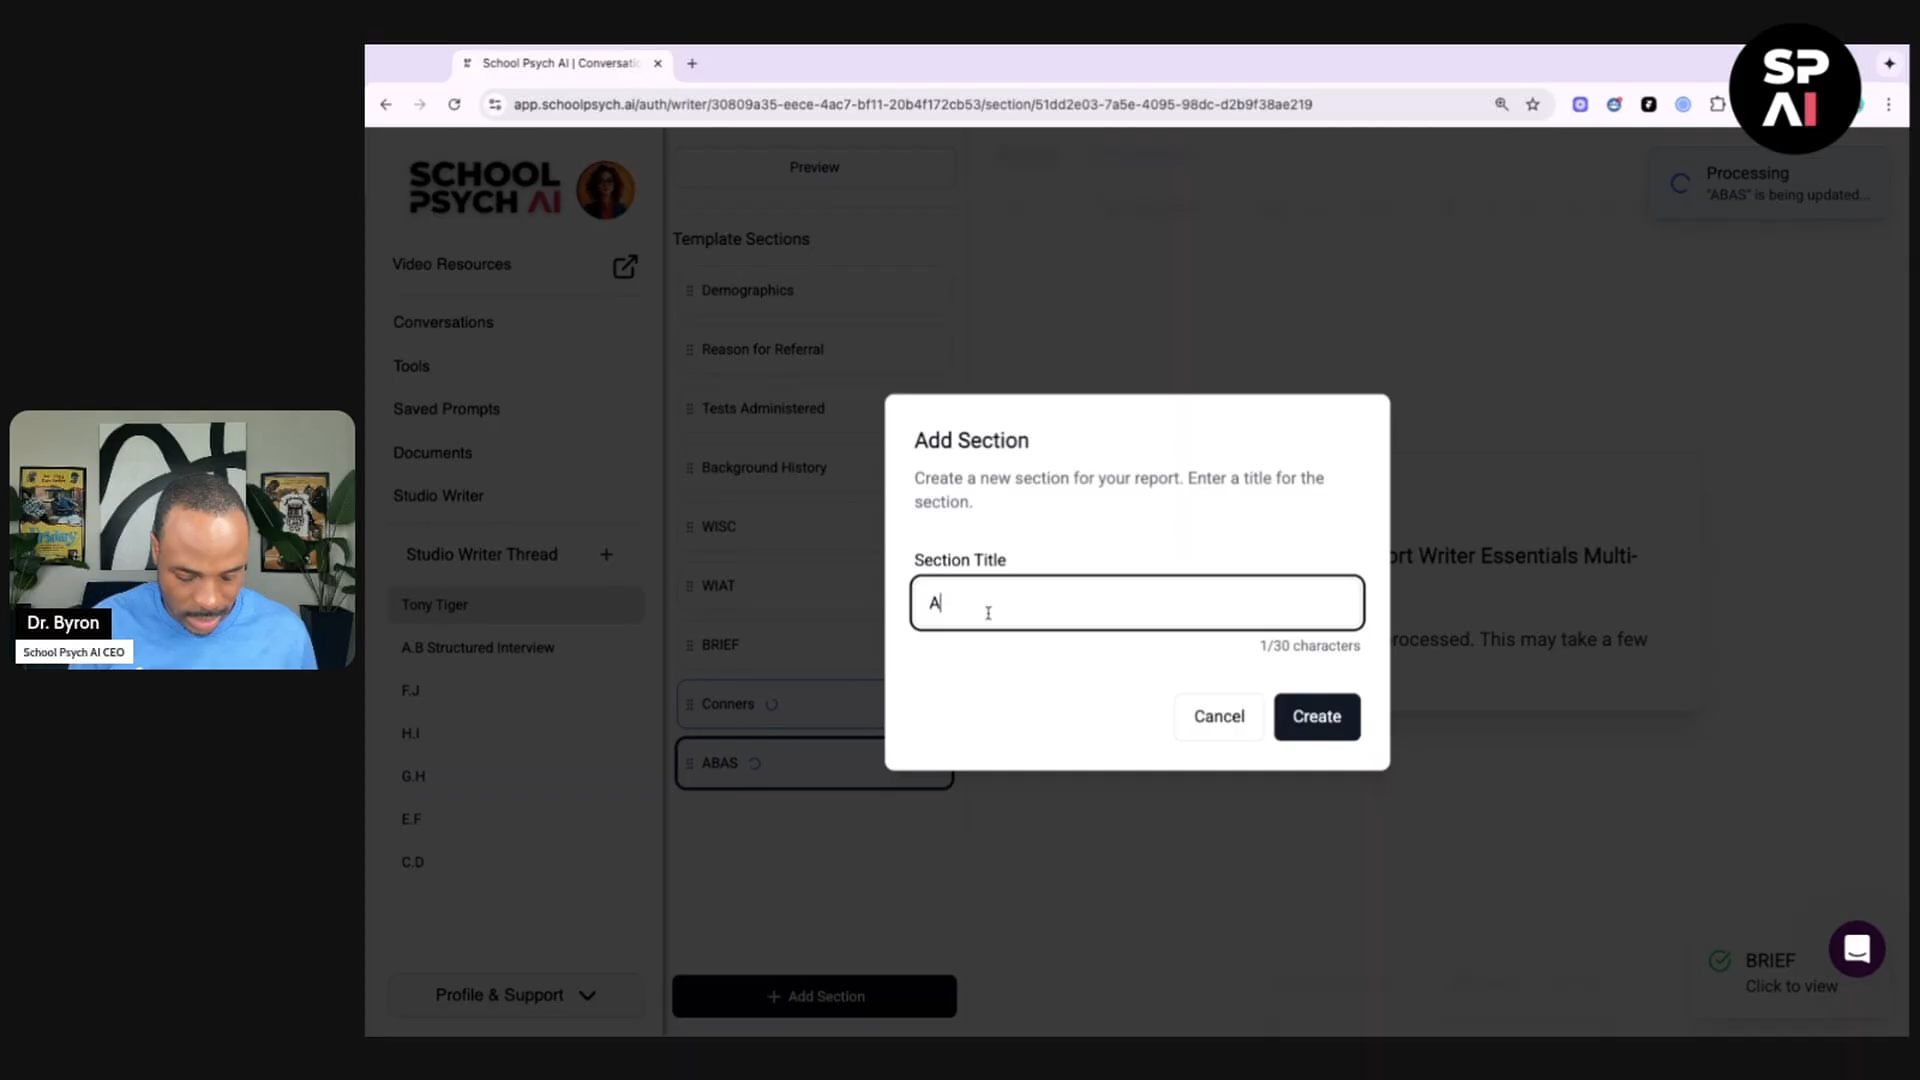 School Psych AI | Conversatio
app.schoolpsych.ai/auth/writer/30809a35-eece-4ac7-bf11-20b4f172cb53/section/51dd2e03-7a5e-4095-98dc-d2b9f38ae219
SP
AI
SCHOOL
PSYCH AI
Video Resources
Conversations
Tools
Saved Prompts
Documents
Studio Writer
Studio Writer Thread
Tony Tiger
A.B Structured Interview
F.J
H.I
G.H
E.F
C.D
Profile & Support
Preview
Template Sections
Demographics
Reason for Referral
Tests Administered
Background History
WISC
WIAT
BRIEF
Conners
ABAS
+ Add Section
Processing
"ABAS" is being updated...
Add Section
Create a new section for your report. Enter a title for the
section.
Section Title
A
1/30 characters
Cancel
Create
ort Writer Essentials Multi-
rocessed. This may take a few
BRIEF
Click to view
Dr. Byron
School Psych AI CEO